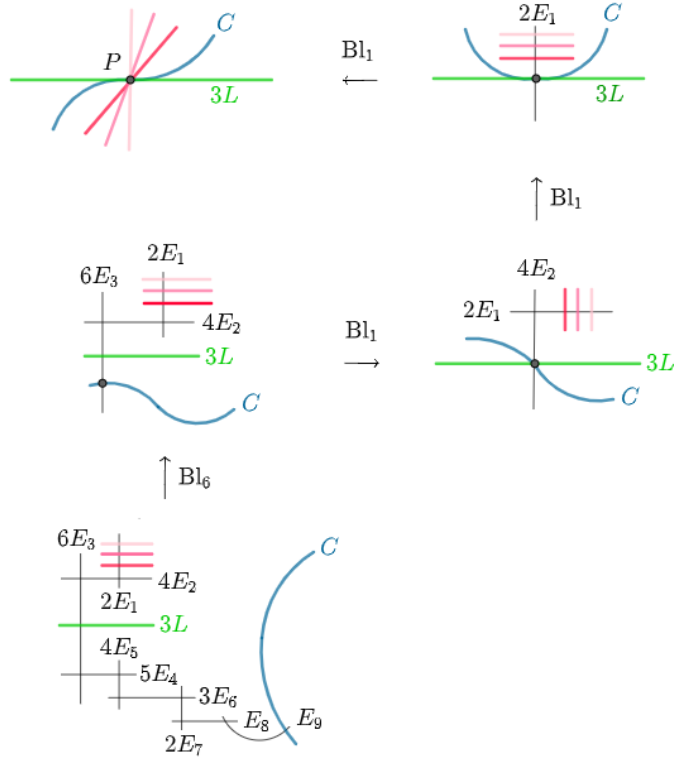 P
C
3L
Bl₁
2E₁
3L
C
Bl₁
6E₃
2E₁
4E₂
3L
C
Bl₁
4E₂
2E₁
3L
C
Bl₆
6E₃
4E₂
2E₁
3L
4E₅
5E₄
3E₆
2E₇
E₈
E₉
C